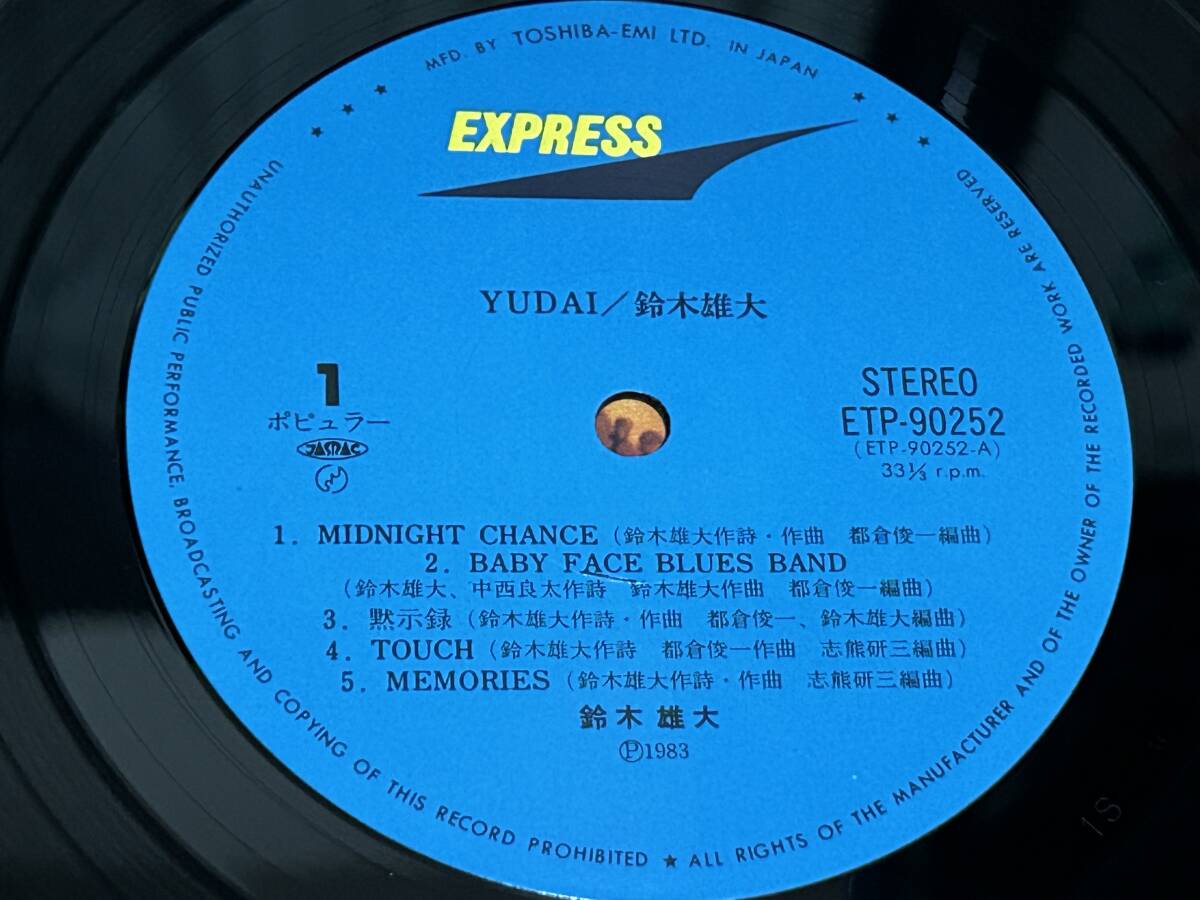 MFD. BY TOSHIBA-EMI LTD. IN JAPAN
EXPRESS
YUDAI／鈴木雄大
1
ポピュラー
JASRAC
STEREO
ETP-90252
(ETP-90252-A)
33⅓ r.p.m.
1. MIDNIGHT CHANCE (鈴木雄大作詩・作曲 都倉俊一編曲)
2. BABY FACE BLUES BAND
(鈴木雄大、中西良太作詩 鈴木雄大作曲 都倉俊一編曲)
3. 黙示録 (鈴木雄大作詩・作曲 都倉俊一、鈴木雄大編曲)
4. TOUCH (鈴木雄大作詩 都倉俊一作曲 志熊研三編曲)
5. MEMORIES (鈴木雄大作詩・作曲 志熊研三編曲)
鈴木雄大
Ⓟ1983
UNAUTHORIZED PUBLIC PERFORMANCE, BROADCASTING AND COPYING OF THIS RECORD PROHIBITED ★ ALL RIGHTS OF THE MANUFACTURER AND OF THE OWNER OF THE RECORDED WORK ARE RESERVED
1S